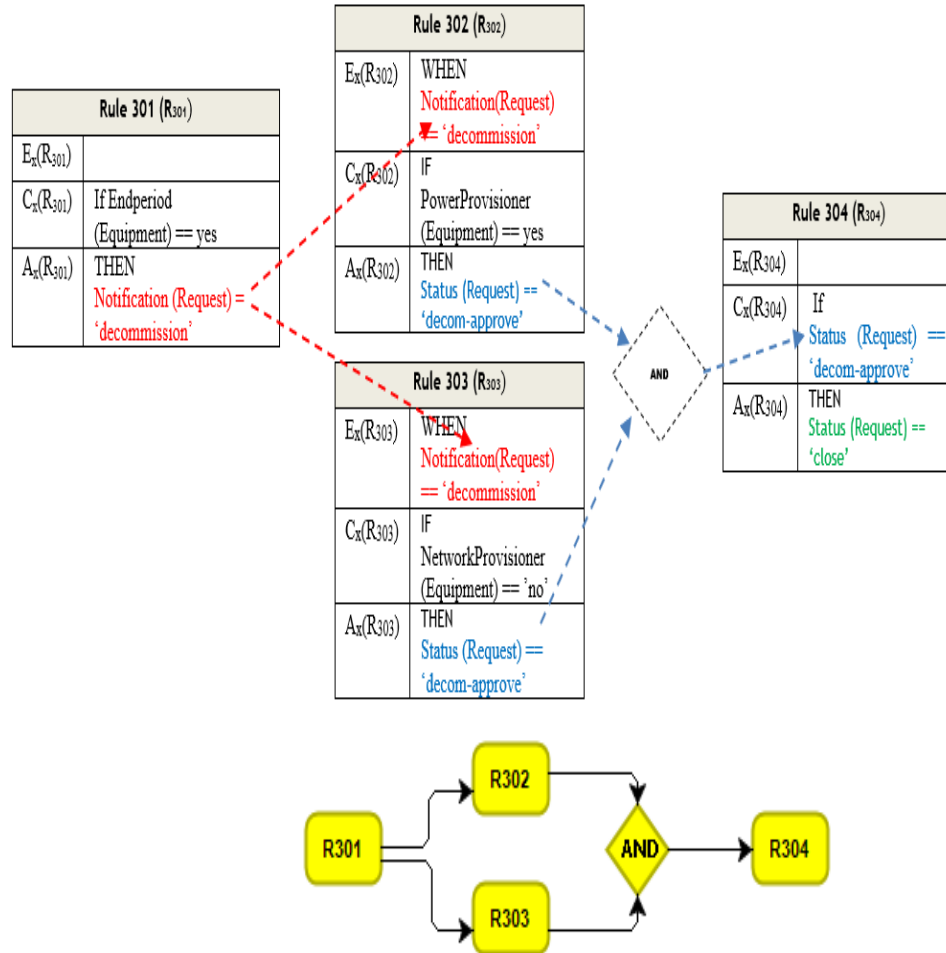 Rule 301 (R301)
Ex(R301)
Cx(R301)
If Endperiod
(Equipment) == yes
Ax(R301)
THEN
Notification (Request) =
‘decommission’
Rule 302 (R302)
Ex(R302)
WHEN
Notification(Request)
== ‘decommission’
Cx(R302)
IF
PowerProvisioner
(Equipment) == yes
Ax(R302)
THEN
Status (Request) ==
‘decom-approve’
Rule 303 (R303)
Ex(R303)
WHEN
Notification(Request)
== ‘decommission’
Cx(R303)
IF
NetworkProvisioner
(Equipment) == ’no’
Ax(R303)
THEN
Status (Request) ==
‘decom-approve’
AND
Rule 304 (R304)
Ex(R304)
Cx(R304)
If
Status (Request) ==
‘decom-approve’
Ax(R304)
THEN
Status (Request) ==
‘close’
R301
R302
R303
AND
R304